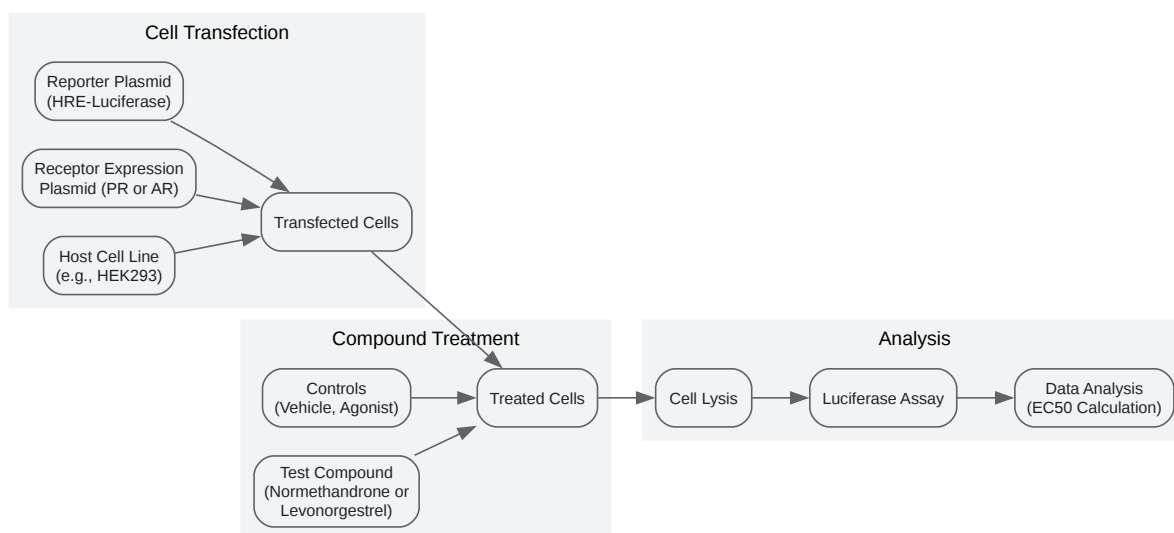 Cell Transfection
Reporter Plasmid
(HRE-Luciferase)
Receptor Expression
Plasmid (PR or AR)
Transfected Cells
Host Cell Line
(e.g., HEK293)
Compound Treatment
Controls
(Vehicle, Agonist)
Treated Cells
Test Compound
(Normethandrone or
Levonorgestrel)
Analysis
Cell Lysis
Luciferase Assay
Data Analysis
(EC50 Calculation)